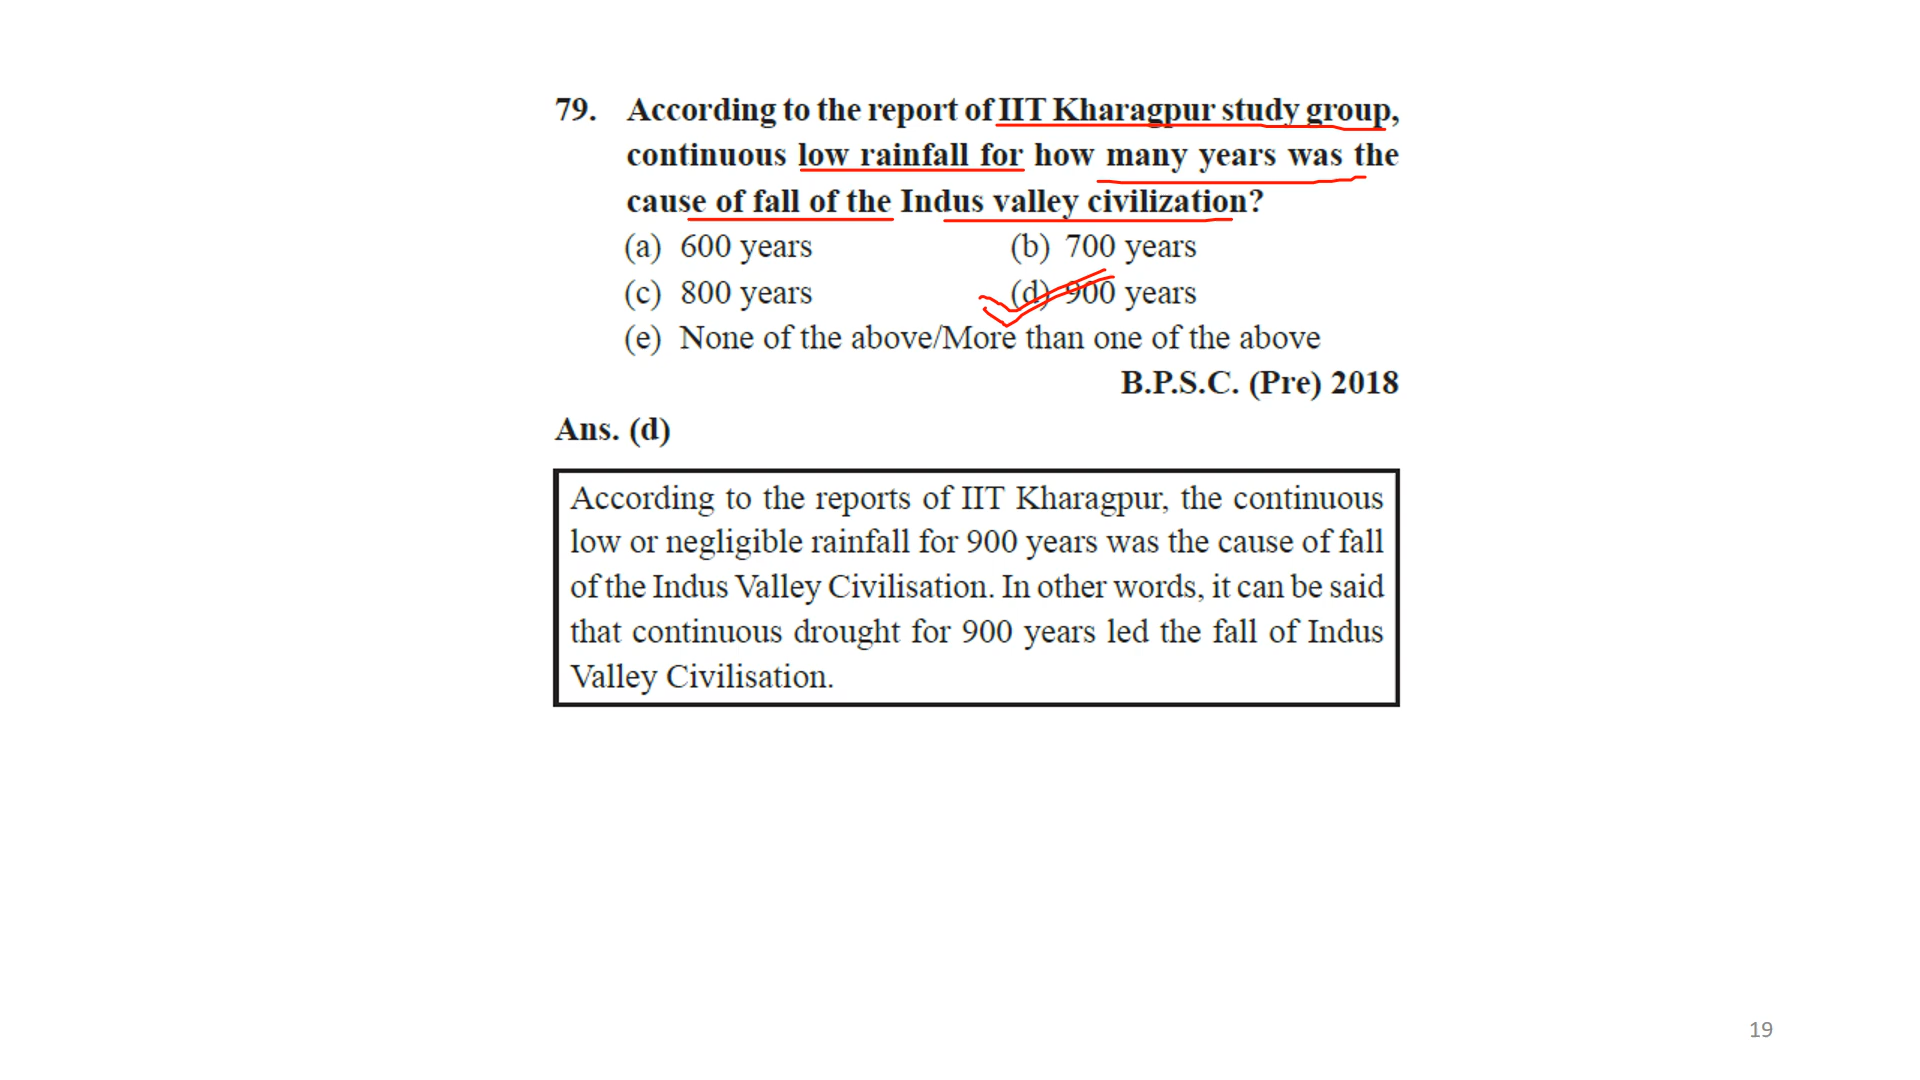 79. According to the report of IIT Kharagpur study group,
continuous low rainfall for how many years was the
cause of fall of the Indus valley civilization?
(a) 600 years (b) 700 years
(c) 800 years (d) 900 years
(e) None of the above/More than one of the above
B.P.S.C. (Pre) 2018
Ans. (d)
According to the reports of IIT Kharagpur, the continuous
low or negligible rainfall for 900 years was the cause of fall
of the Indus Valley Civilisation. In other words, it can be said
that continuous drought for 900 years led the fall of Indus
Valley Civilisation.
19